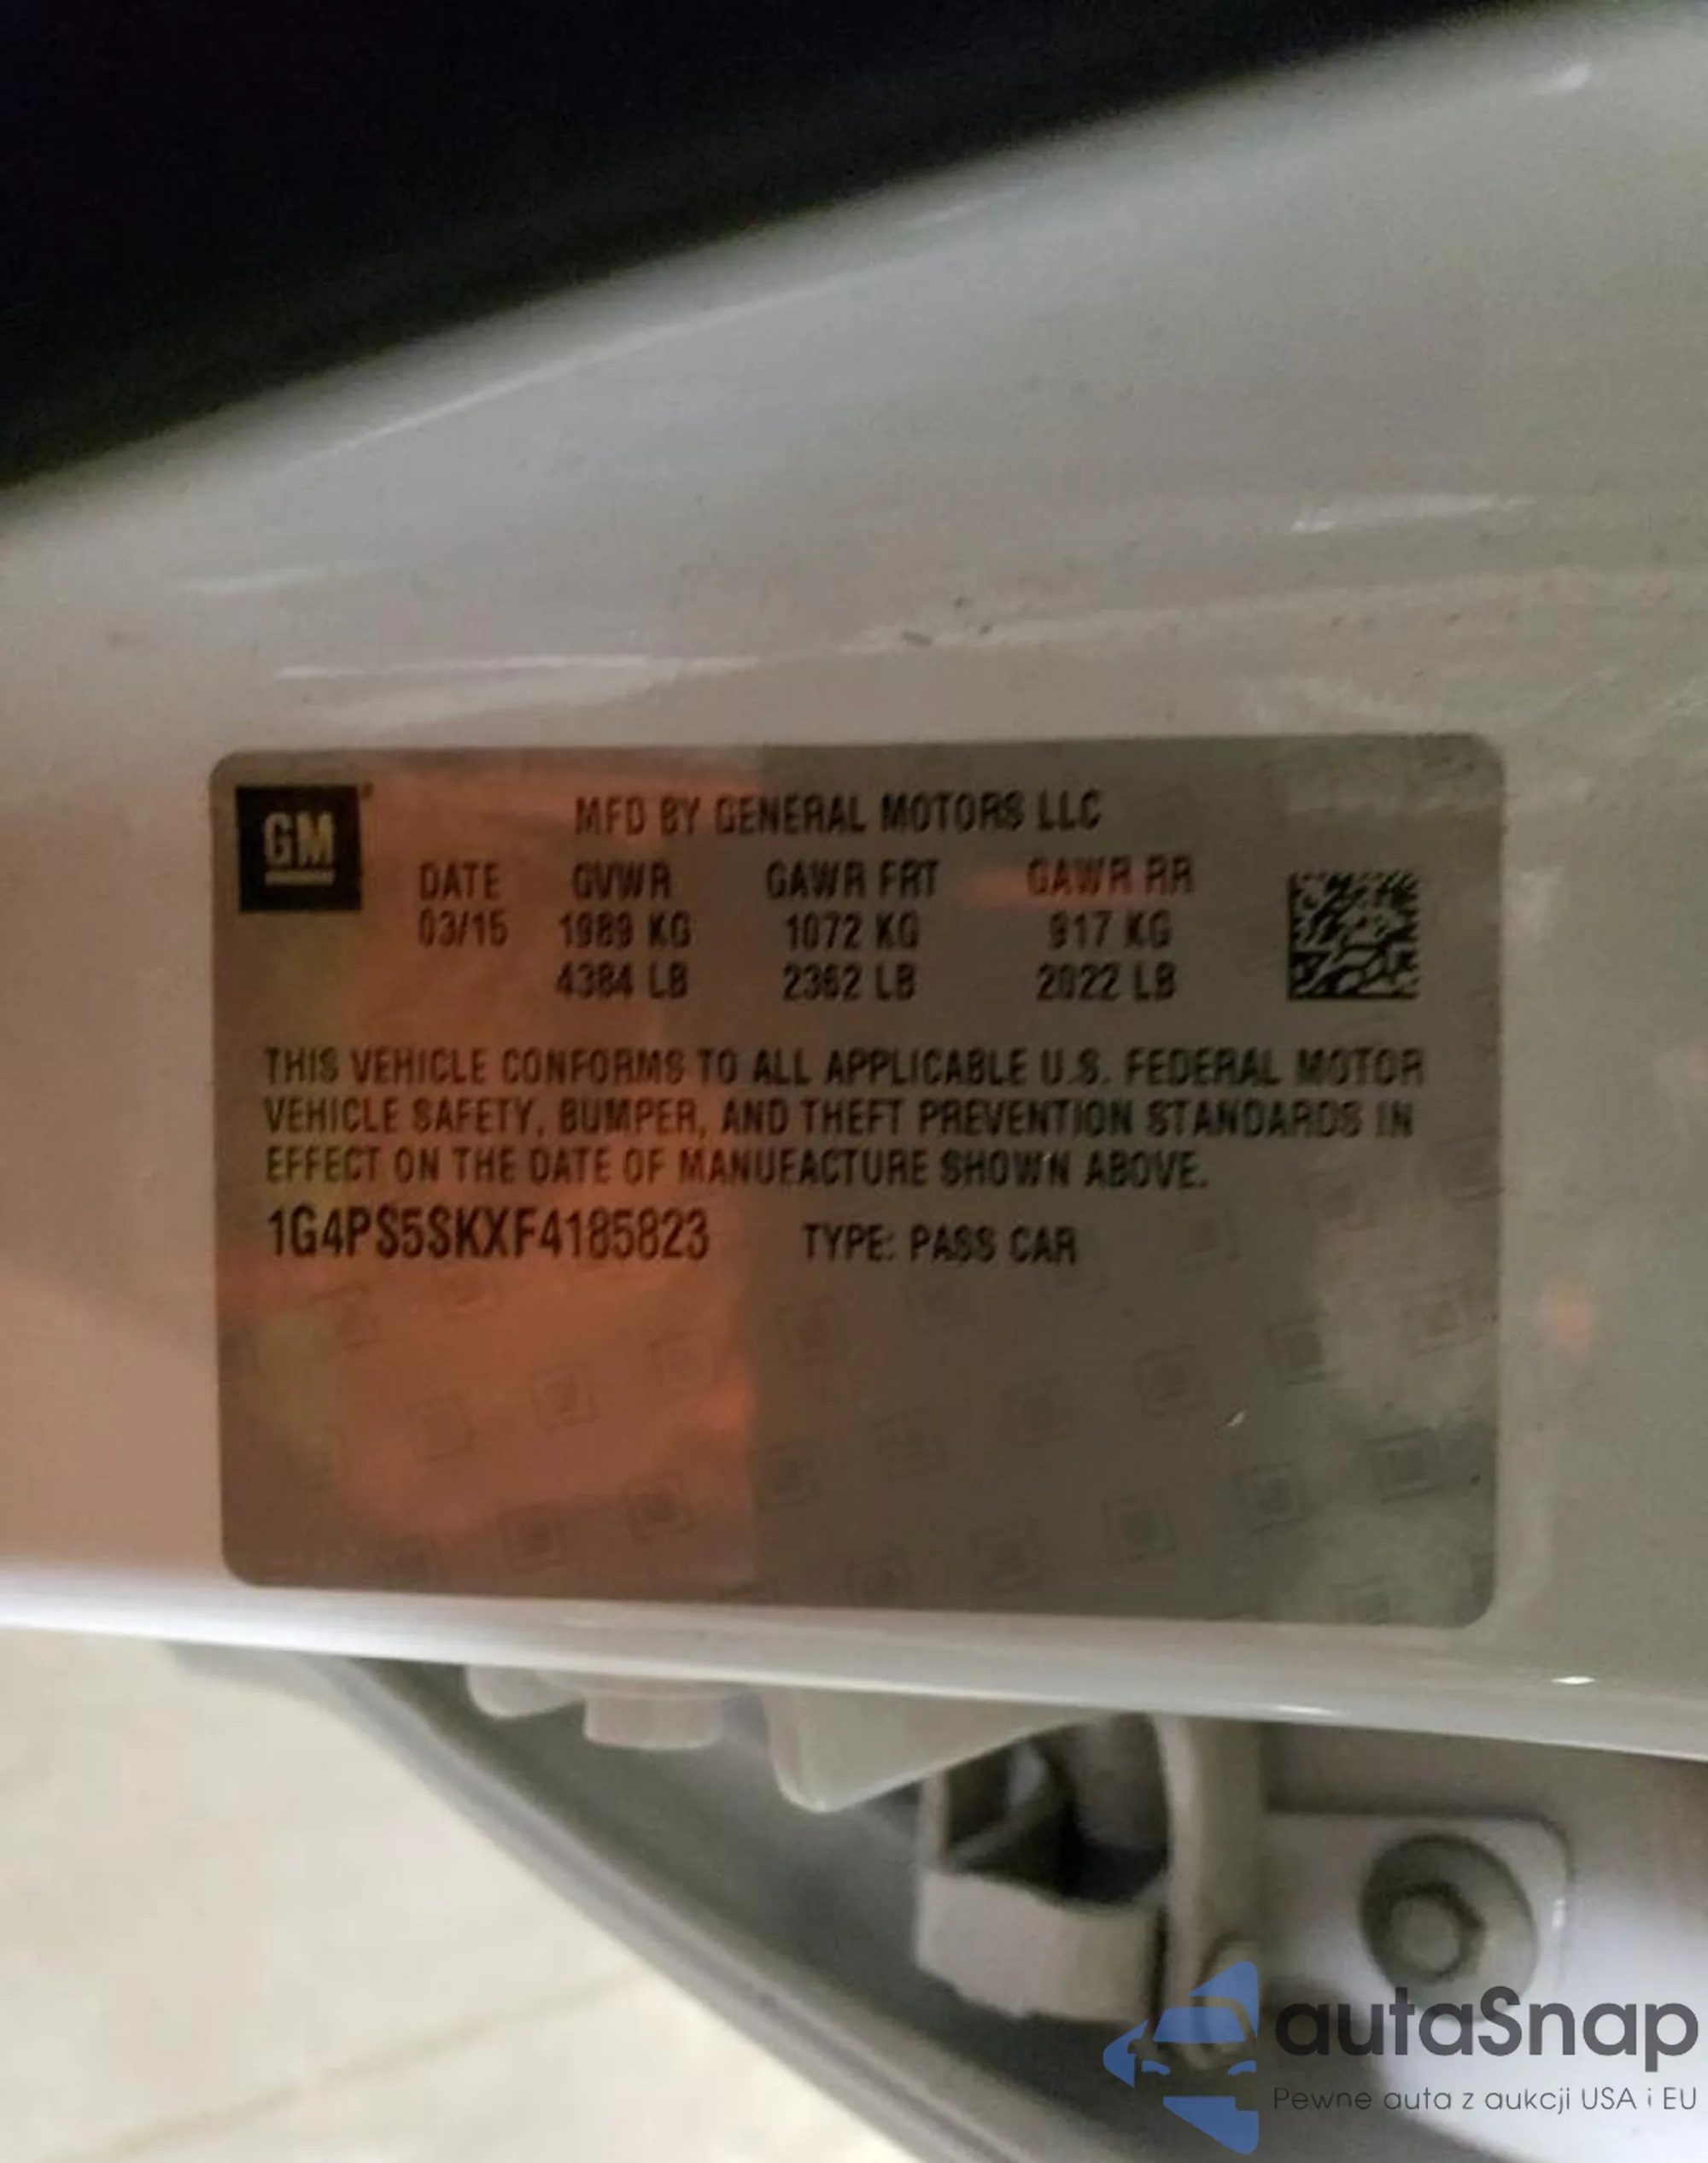 GM
MFD BY GENERAL MOTORS LLC
DATE GVWR GAWR FRT GAWR RR
03/15 1989 KG 1072 KG 917 KG
4384 LB 2362 LB 2022 LB
THIS VEHICLE CONFORMS TO ALL APPLICABLE U.S. FEDERAL MOTOR
VEHICLE SAFETY, BUMPER, AND THEFT PREVENTION STANDARDS IN
EFFECT ON THE DATE OF MANUFACTURE SHOWN ABOVE.
1G4PS5SKXF4185823 TYPE: PASS CAR
autaSnap
Pewne auta z aukcji USA i EU